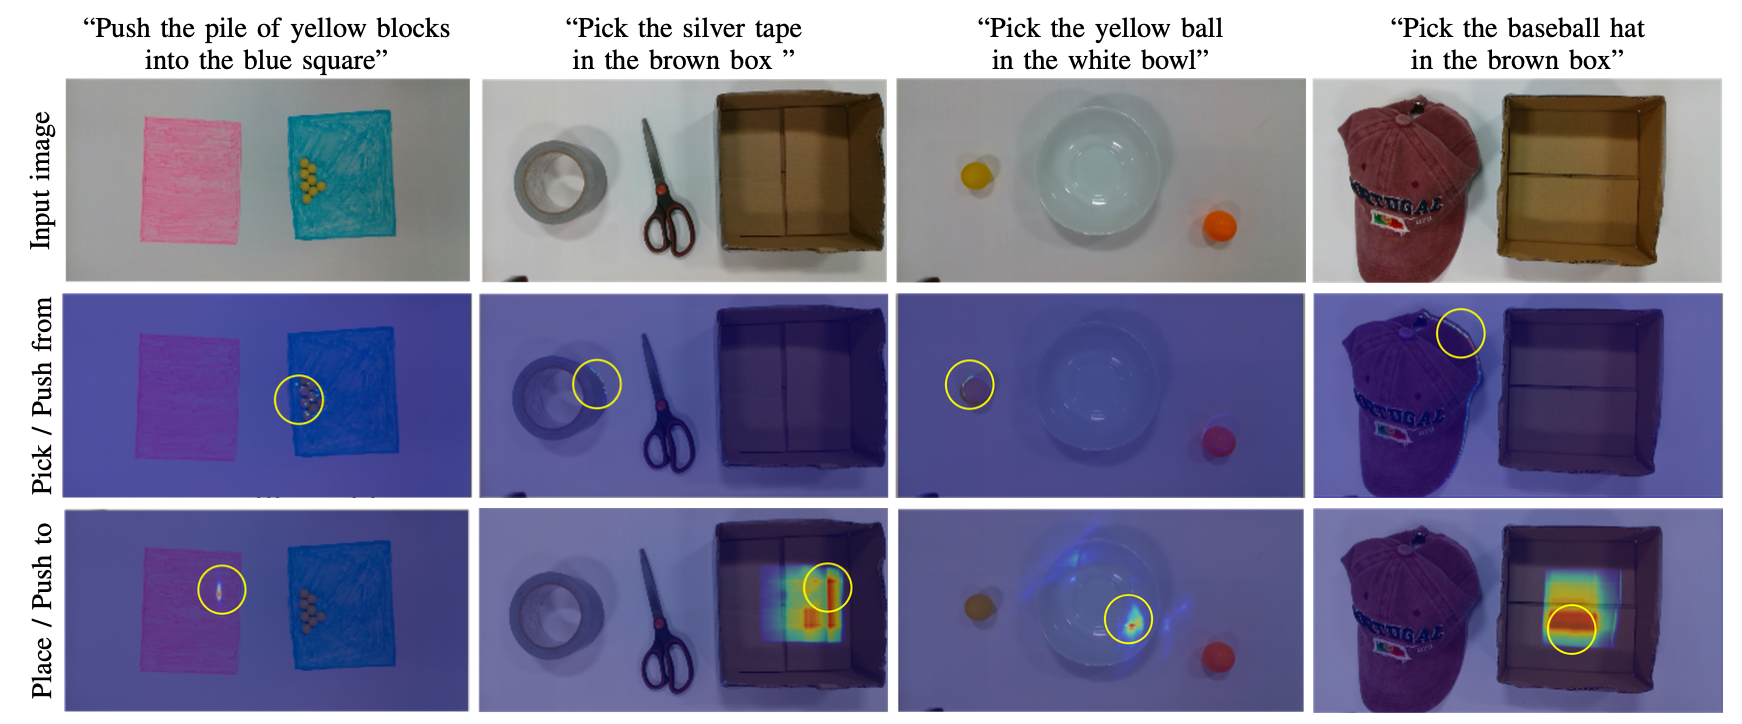 “Push the pile of yellow blocks
into the blue square”
“Pick the silver tape
in the brown box ”
“Pick the yellow ball
in the white bowl”
“Pick the baseball hat
in the brown box”
Input image
Pick / Push from
Place / Push to